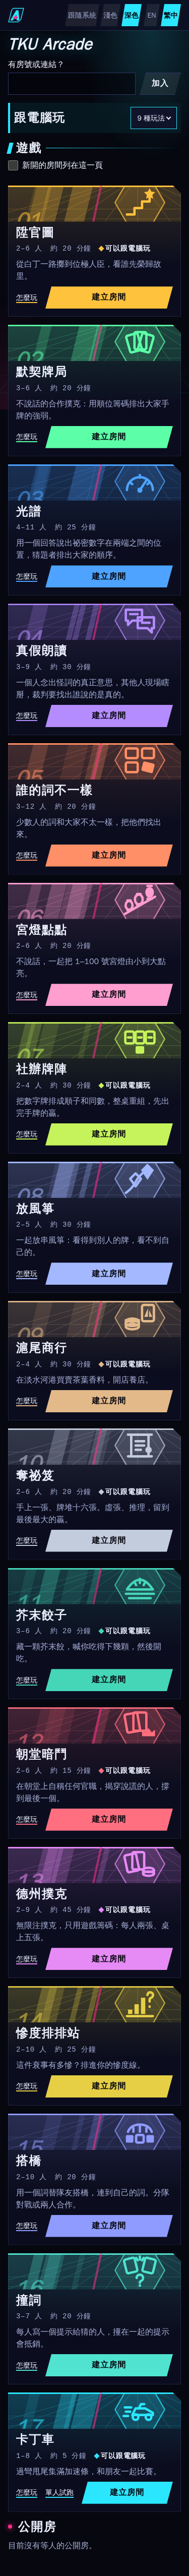 跟隨系統 淺色 深色 EN 繁中
TKU Arcade
有房號或連結？
加入
跟電腦玩
9 種玩法
遊戲
新開的房間列在這一頁
01
陞官圖
2–6 人 約 20 分鐘 ◆可以跟電腦玩
從白丁一路擲到位極人臣，看誰先榮歸故里。
怎麼玩 建立房間
02
默契牌局
3–6 人 約 20 分鐘
不說話的合作撲克：用順位籌碼排出大家手牌的強弱。
怎麼玩 建立房間
03
光譜
4–11 人 約 25 分鐘
用一個回答說出祕密數字在兩端之間的位置，猜題者排出大家的順序。
怎麼玩 建立房間
04
真假朗讀
3–9 人 約 30 分鐘
一個人念出怪詞的真正意思，其他人現場瞎掰，裁判要找出誰說的是真的。
怎麼玩 建立房間
05
誰的詞不一樣
3–12 人 約 20 分鐘
少數人的詞和大家不太一樣，把他們找出來。
怎麼玩 建立房間
06
宮燈點點
2–6 人 約 20 分鐘
不說話，一起把 1–100 號宮燈由小到大點亮。
怎麼玩 建立房間
07
社辦牌陣
2–4 人 約 30 分鐘 ◆可以跟電腦玩
把數字牌排成順子和同數，整桌重組，先出完手牌的贏。
怎麼玩 建立房間
08
放風箏
2–5 人 約 30 分鐘
一起放串風箏：看得到別人的牌，看不到自己的。
怎麼玩 建立房間
09
滬尾商行
2–4 人 約 30 分鐘 ◆可以跟電腦玩
在淡水河港買賣茶葉香料，開店養店。
怎麼玩 建立房間
10
奪祕笈
2–6 人 約 20 分鐘 ◆可以跟電腦玩
手上一張、牌堆十六張。虛張、推理，留到最後最大的贏。
怎麼玩 建立房間
11
芥末餃子
3–6 人 約 20 分鐘 ◆可以跟電腦玩
藏一顆芥末餃，喊你吃得下幾顆，然後開吃。
怎麼玩 建立房間
12
朝堂暗鬥
2–6 人 約 15 分鐘 ◆可以跟電腦玩
在朝堂上自稱任何官職，揭穿說謊的人，撐到最後一個。
怎麼玩 建立房間
13
德州撲克
2–9 人 約 45 分鐘 ◆可以跟電腦玩
無限注撲克，只用遊戲籌碼：每人兩張、桌上五張。
怎麼玩 建立房間
14
慘度排排站
2–10 人 約 25 分鐘
這件衰事有多慘？排進你的慘度線。
怎麼玩 建立房間
15
搭橋
2–10 人 約 20 分鐘
用一個詞替隊友搭橋，連到自己的詞。分隊對戰或兩人合作。
怎麼玩 建立房間
16
撞詞
3–7 人 約 20 分鐘
每人寫一個提示給猜的人，撞在一起的提示會抵銷。
怎麼玩 建立房間
17
卡丁車
1–8 人 約 5 分鐘 ◆可以跟電腦玩
過彎甩尾集滿加速條，和朋友一起比賽。
怎麼玩 單人試跑 建立房間
公開房
目前沒有等人的公開房。